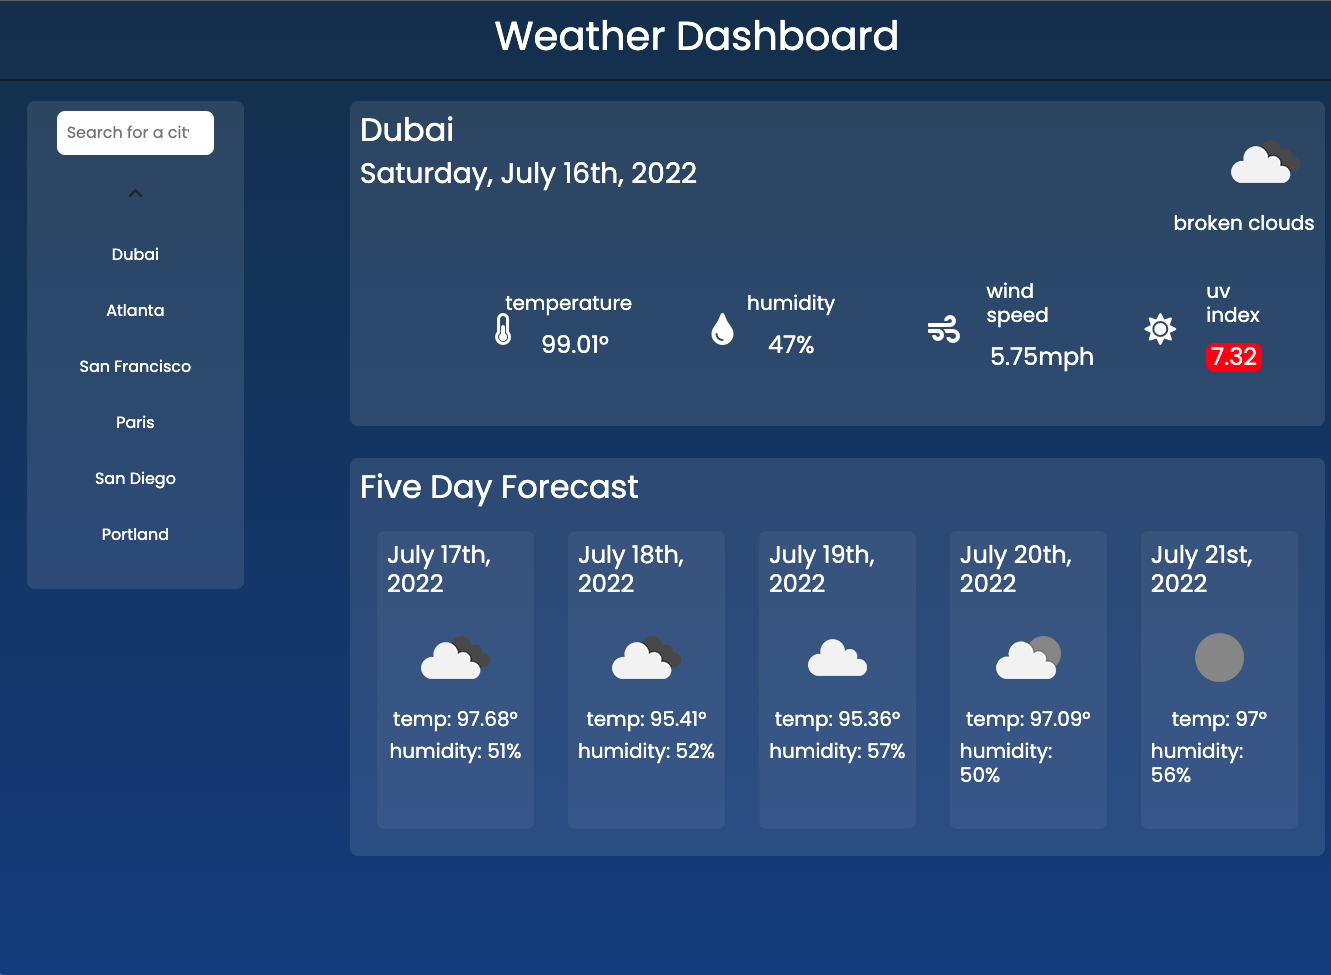 Weather Dashboard
Search for a cit
Dubai
Atlanta
San Francisco
Paris
San Diego
Portland
Dubai
Saturday, July 16th, 2022
broken clouds
temperature
99.01°
humidity
47%
wind
speed
5.75mph
uv
index
7.32
Five Day Forecast
July 17th,
2022
temp: 97.68°
humidity: 51%
July 18th,
2022
temp: 95.41°
humidity: 52%
July 19th,
2022
temp: 95.36°
humidity: 57%
July 20th,
2022
temp: 97.09°
humidity:
50%
July 21st,
2022
temp: 97°
humidity:
56%